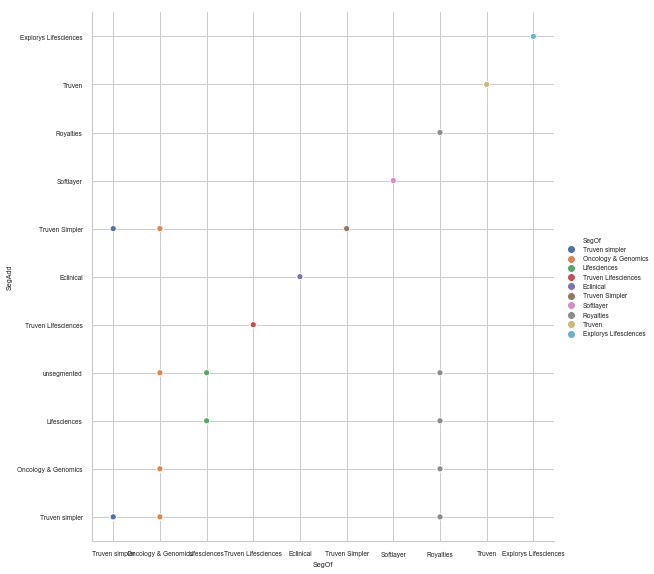 Explorys Lifesciences
Truven
Royalties
Softlayer
Truven Simpler
Eclinical
Truven Lifesciences
unsegmented
Lifesciences
Oncology & Genomics
Truven simpler
SegAdd
Truven simpler Oncology & Genomics Lifesciences Truven Lifesciences Eclinical Truven Simpler Softlayer Royalties Truven Explorys Lifesciences
SegOf
SegOf
Truven simpler
Oncology & Genomics
Lifesciences
Truven Lifesciences
Eclinical
Truven Simpler
Softlayer
Royalties
Truven
Explorys Lifesciences